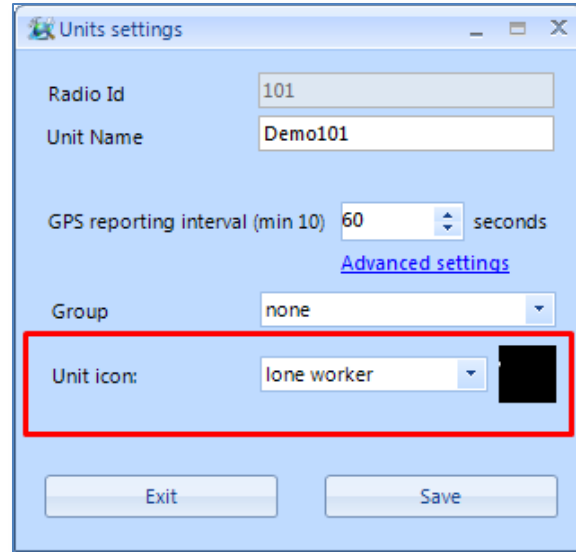 Units settings
Radio Id 101
Unit Name Demo101
GPS reporting interval (min 10) 60 seconds
Advanced settings
Group none
Unit icon: lone worker
Exit Save